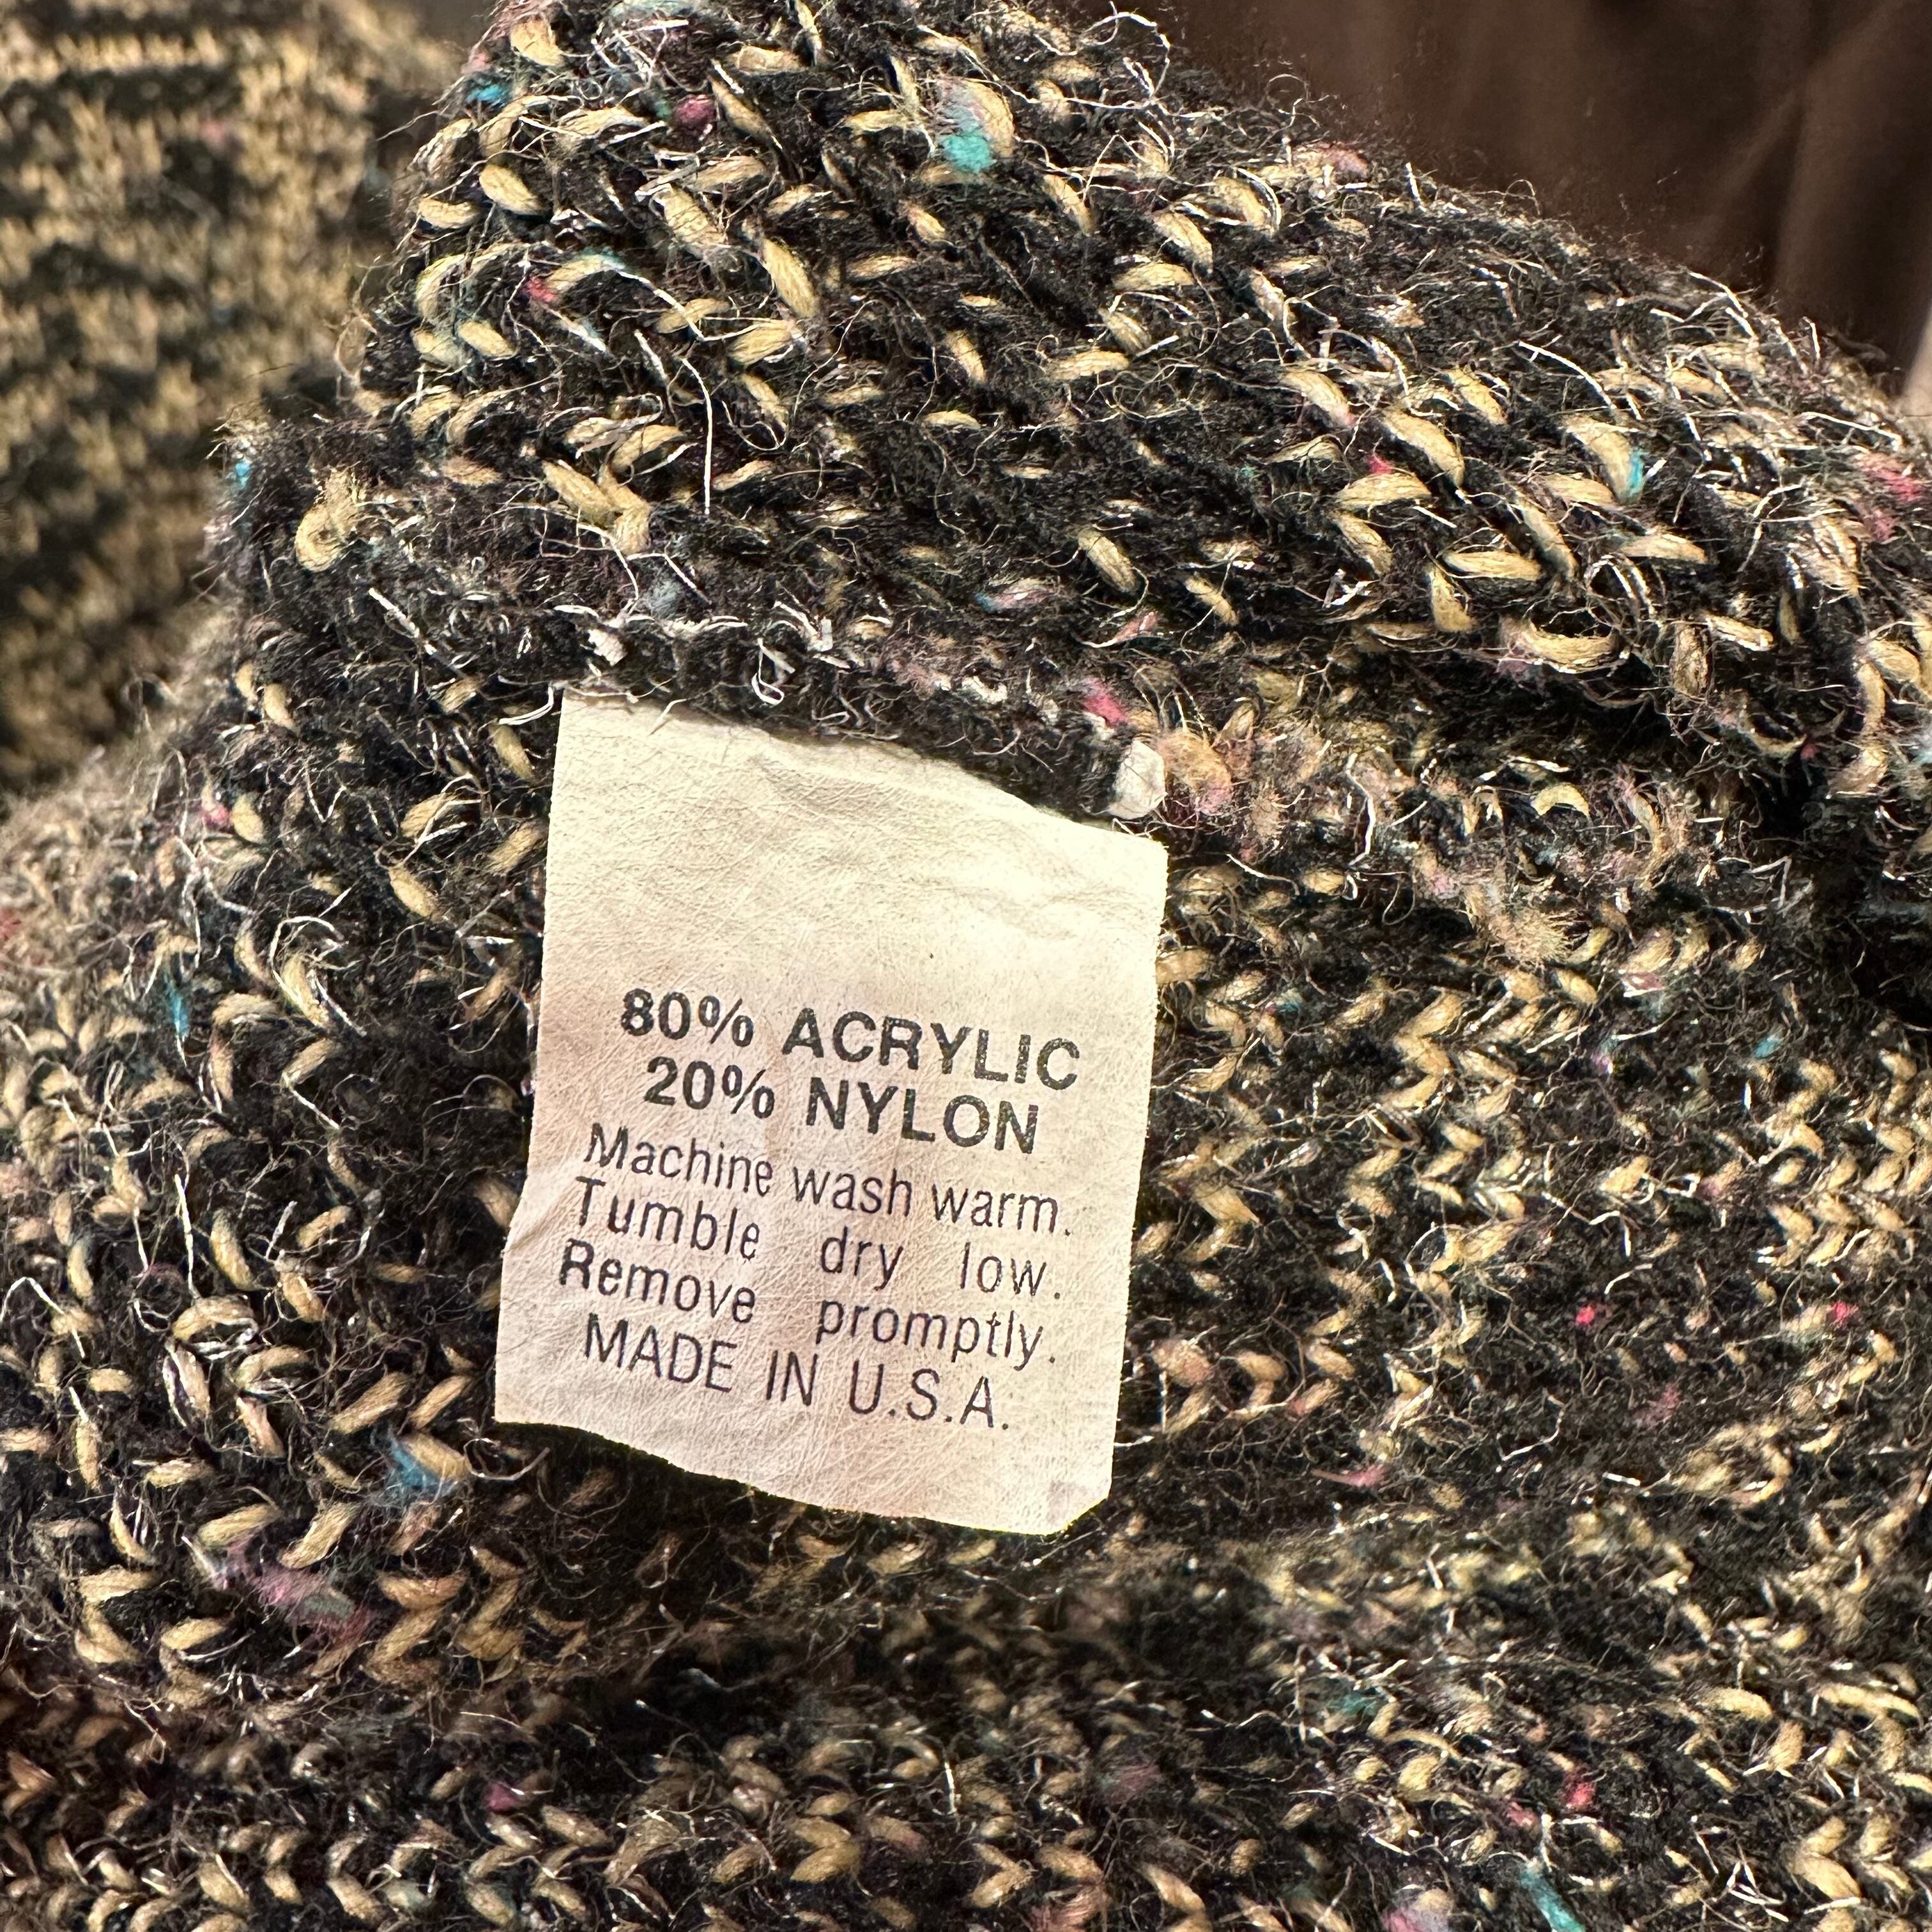 80% ACRYLIC
20% NYLON
Machine wash warm.
Tumble dry low.
Remove promptly.
MADE IN U.S.A.